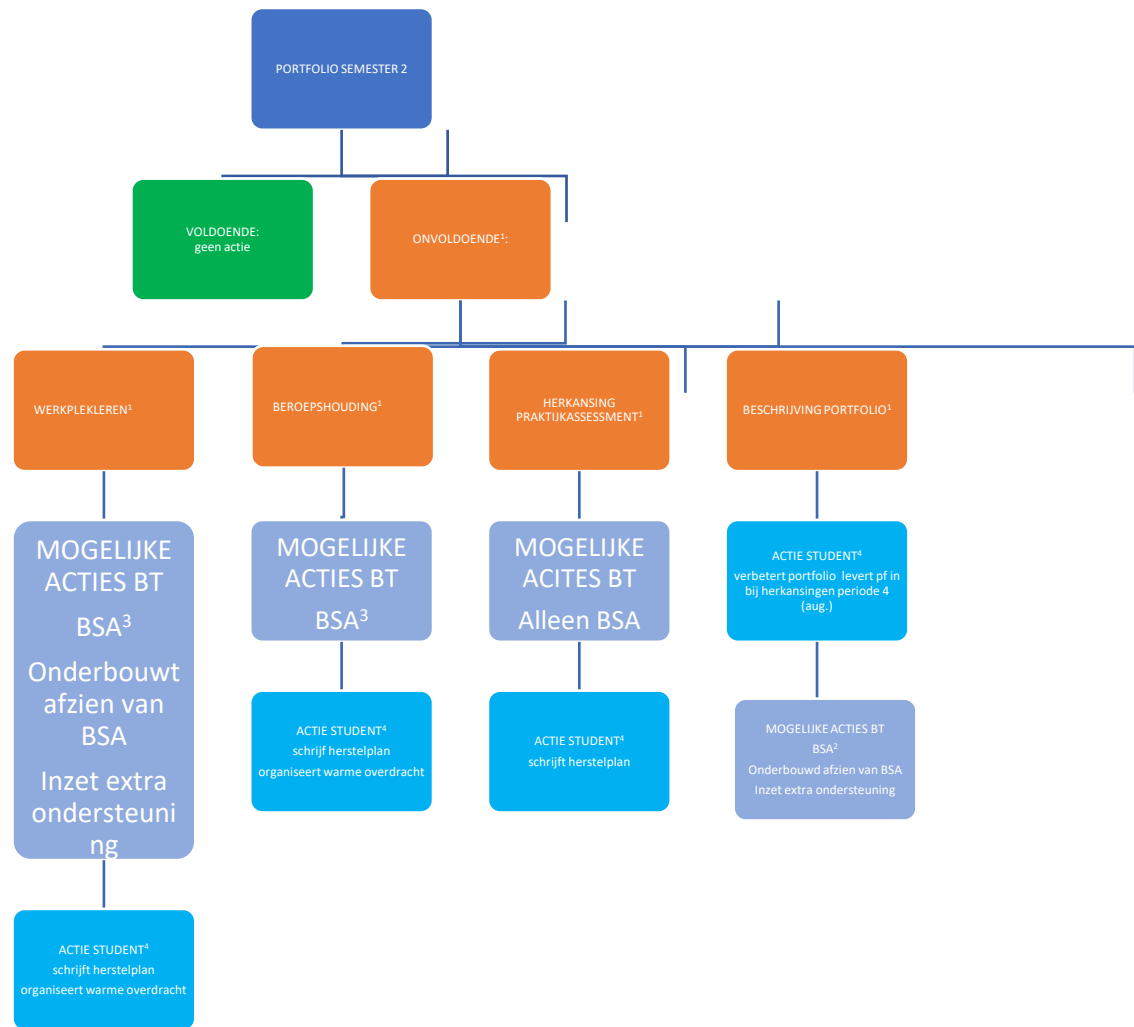 PORTFOLIO SEMESTER 2
VOLDOENDE:
geen actie
ONVOLDOENDE¹:
WERKPLEKLEREN¹
BEROEPSHOUDING¹
HERKANSING
PRAKTIJKASSESSMENT¹
BESCHRIJVING PORTFOLIO¹
MOGELIJKE
ACTIES BT
BSA³
Onderbouwt
afzien van
BSA
Inzet extra
ondersteuni
ng
MOGELIJKE
ACTIES BT
BSA³
MOGELIJKE
ACITES BT
Alleen BSA
ACTIE STUDENT⁴
verbetert portfolio levert pf in
bij herkansingen periode 4
(aug.)
ACTIE STUDENT⁴
schrijf herstelplan
organiseert warme overdracht
ACTIE STUDENT⁴
schrijft herstelplan
MOGELIJKE ACTIES BT
BSA²
Onderbouwd afzien van BSA
Inzet extra ondersteuning
ACTIE STUDENT⁴
schrijft herstelplan
organiseert warme overdracht